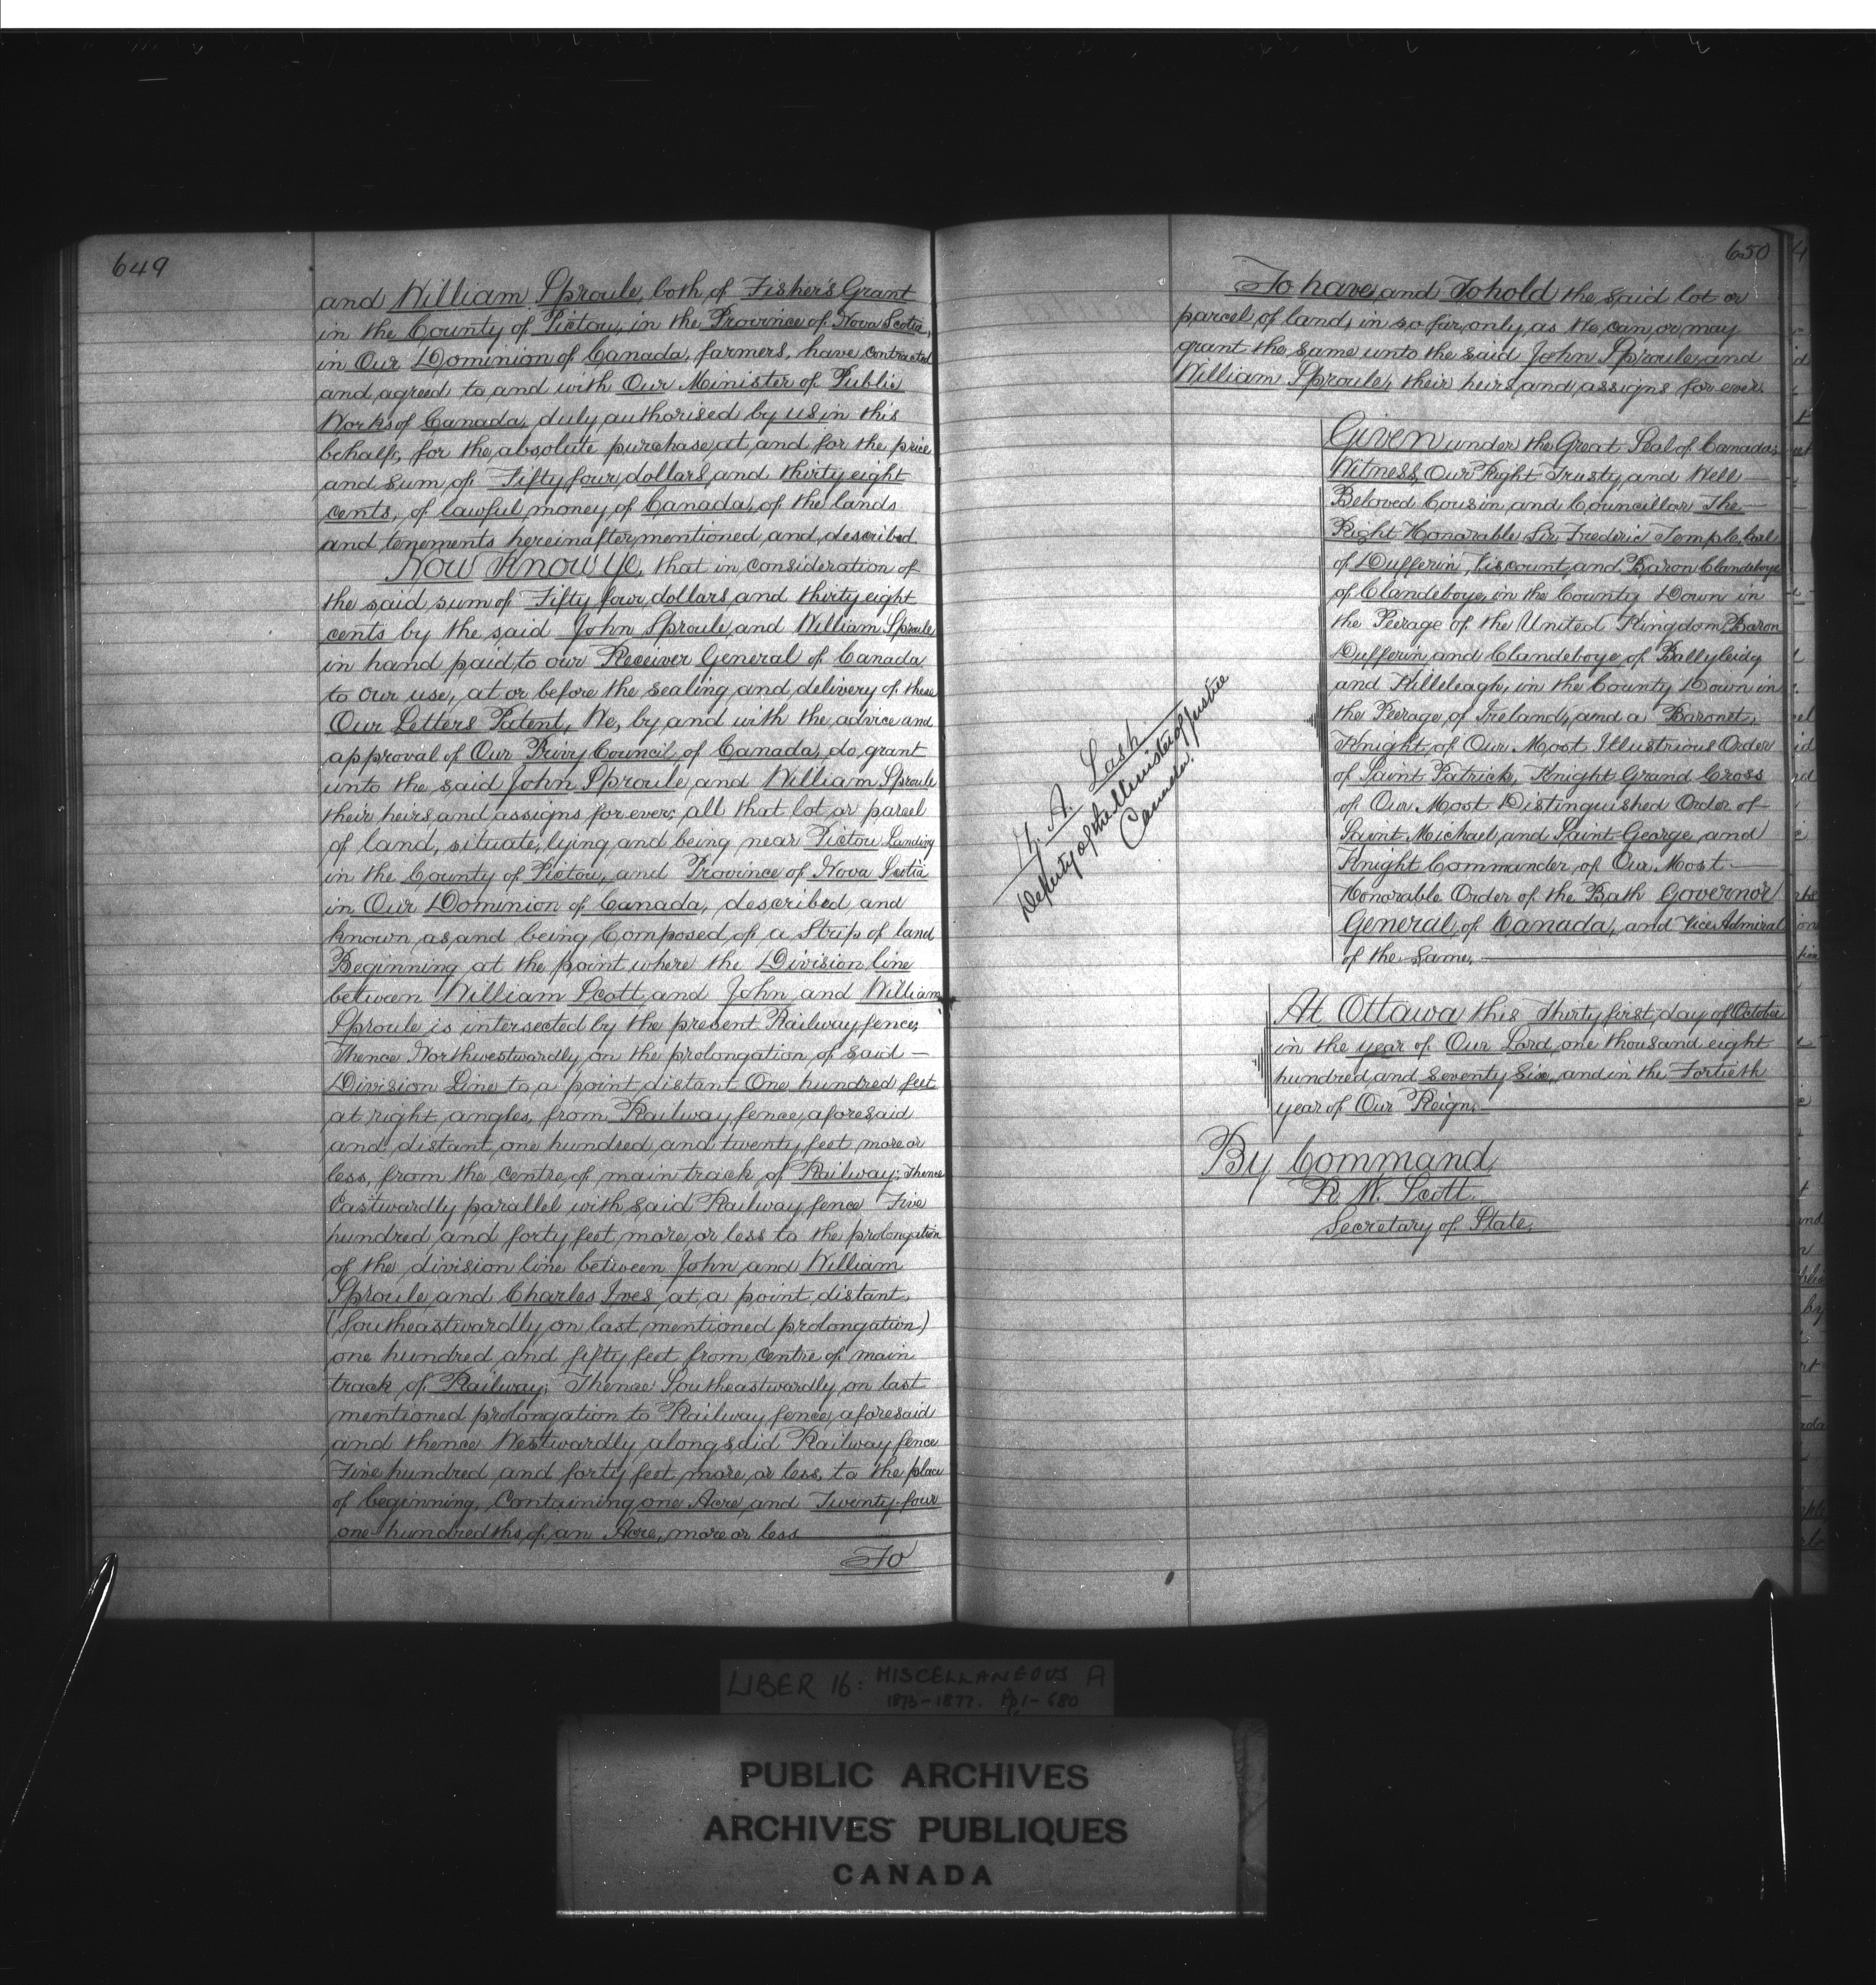 649
and William Sproule, both of Fisher's Grant
in the County of Pictou, in the Province of Nova Scotia,
in Our Dominion of Canada, farmers, have contracted
and agreed to and with Our Minister of Public
Works of Canada, duly authorised by us in this
behalf, for the absolute purchase, at and for the price
and sum of Fifty four dollars and thirty eight
cents, of lawful money of Canada, of the lands
and tenements hereinafter mentioned and described.
Now Know Ye, that in consideration of
the said sum of Fifty four dollars and thirty eight
cents by the said John Sproule and William Sproule
in hand paid to our Receiver General of Canada
to our use, at or before the sealing and delivery of these
Our Letters Patent, We, by and with the advice and
approval of Our Privy Council of Canada, do grant
unto the said John Sproule and William Sproule
their heirs and assigns for ever; all that lot or parcel
of land, situate, lying and being near Pictou Landing
in the County of Pictou, and Province of Nova Scotia
in Our Dominion of Canada, described and
known as, and being Composed, of a Strip of land
Beginning at the point where the Division line
between William Scott and John and William
Sproule is intersected by the present Railway fence;
Thence Northwestwardly on the prolongation of said —
Division Line to a point distant One hundred feet
at right angles, from Railway fence, aforesaid
and distant one hundred and twenty feet more or
less, from the Centre of main track of Railway; Thence
Eastwardly parallel with said Railway fence Five
hundred and forty feet more or less to the prolongation
of the division line between John and William
Sproule and Charles Ives at a point distant
(Southeastwardly on last mentioned prolongation)
one hundred and fifty feet from Centre of main
track of Railway; Thence Southeastwardly on last
mentioned prolongation to Railway fence, aforesaid
and thence Westwardly along said Railway fence
Five hundred and forty feet more or less, to the place
of beginning, Containing one Acre and Twenty-four
one-hundredths of an Acre, more or less
To
650
To have and To hold the said lot or
parcel of land, in so far, only, as We can or may
grant the same unto the said John Sproule and
William Sproule, their heirs and assigns for ever.
H. A. Lash
Deputy of the Minister of Justice
Canada.
Given under the Great Seal of Canada;
Witness, Our Right Trusty and Well
Beloved Cousin and Councillor The
Right Honorable Sir Frederic Temple, Earl
of Dufferin, Viscount and Baron Clandeboye
of Clandeboye, in the County Down in
the Peerage of the United Kingdom, Baron
Dufferin and Clandeboye of Ballyleidy
and Killeleagh, in the County Down in
the Peerage of Ireland, and a Baronet,
Knight of Our Most Illustrious Order
of Saint Patrick, Knight Grand Cross
of Our Most Distinguished Order of
Saint Michael and Saint George and
Knight Commander of Our Most
Honorable Order of the Bath Governor
General of Canada, and Vice Admiral
of the same.
At Ottawa this Thirty first day of October
in the year of Our Lord one thousand eight
hundred and seventy Six, and in the Fortieth
year of Our Reign.
By Command
R. W. Scott
Secretary of State.
LIBER 16: MISCELLANEOUS A
1873-1877. Pp 1-680
PUBLIC ARCHIVES
ARCHIVES PUBLIQUES
CANADA